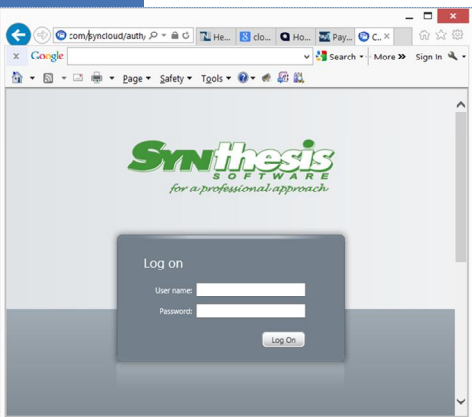 com/syncloud/auth
He...
clo...
Ho...
Pay...
C...
x Google
Search
More »
Sign In
Page Safety Tools
SYNthesis
SOFTWARE
for a professional approach
Log on
User name:
Password:
Log On